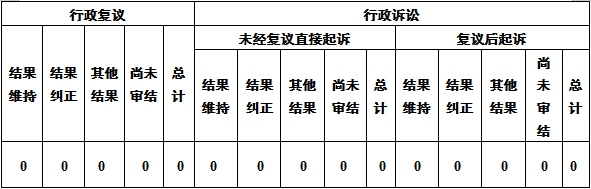 行政复议 行政诉讼
未经复议直接起诉 复议后起诉
结果维持 结果纠正 其他结果 尚未审结 总计 结果维持 结果纠正 其他结果 尚未审结 总计 结果维持 结果纠正 其他结果 尚未审结 总计
0 0 0 0 0 0 0 0 0 0 0 0 0 0 0